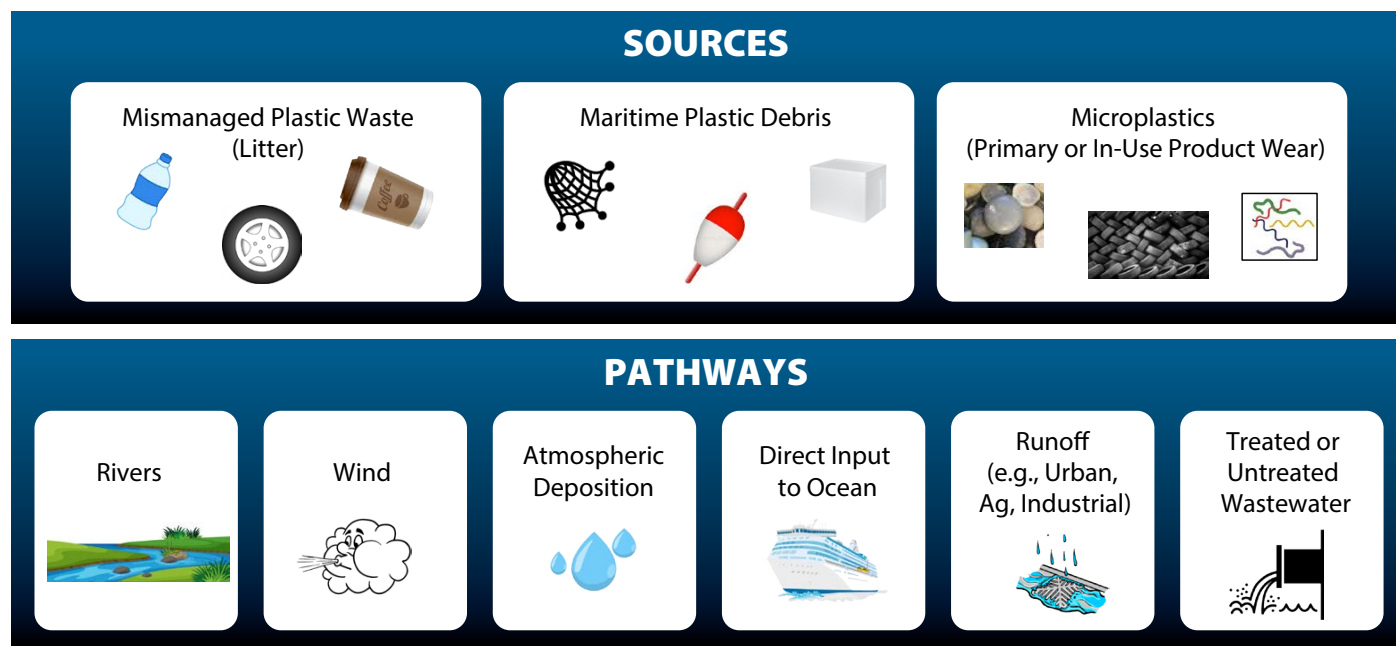 SOURCES
Mismanaged Plastic Waste
(Litter)
Coffee
Maritime Plastic Debris
Microplastics
(Primary or In-Use Product Wear)
PATHWAYS
Rivers
Wind
Atmospheric
Deposition
Direct Input
to Ocean
Runoff
(e.g., Urban,
Ag, Industrial)
Treated or
Untreated
Wastewater